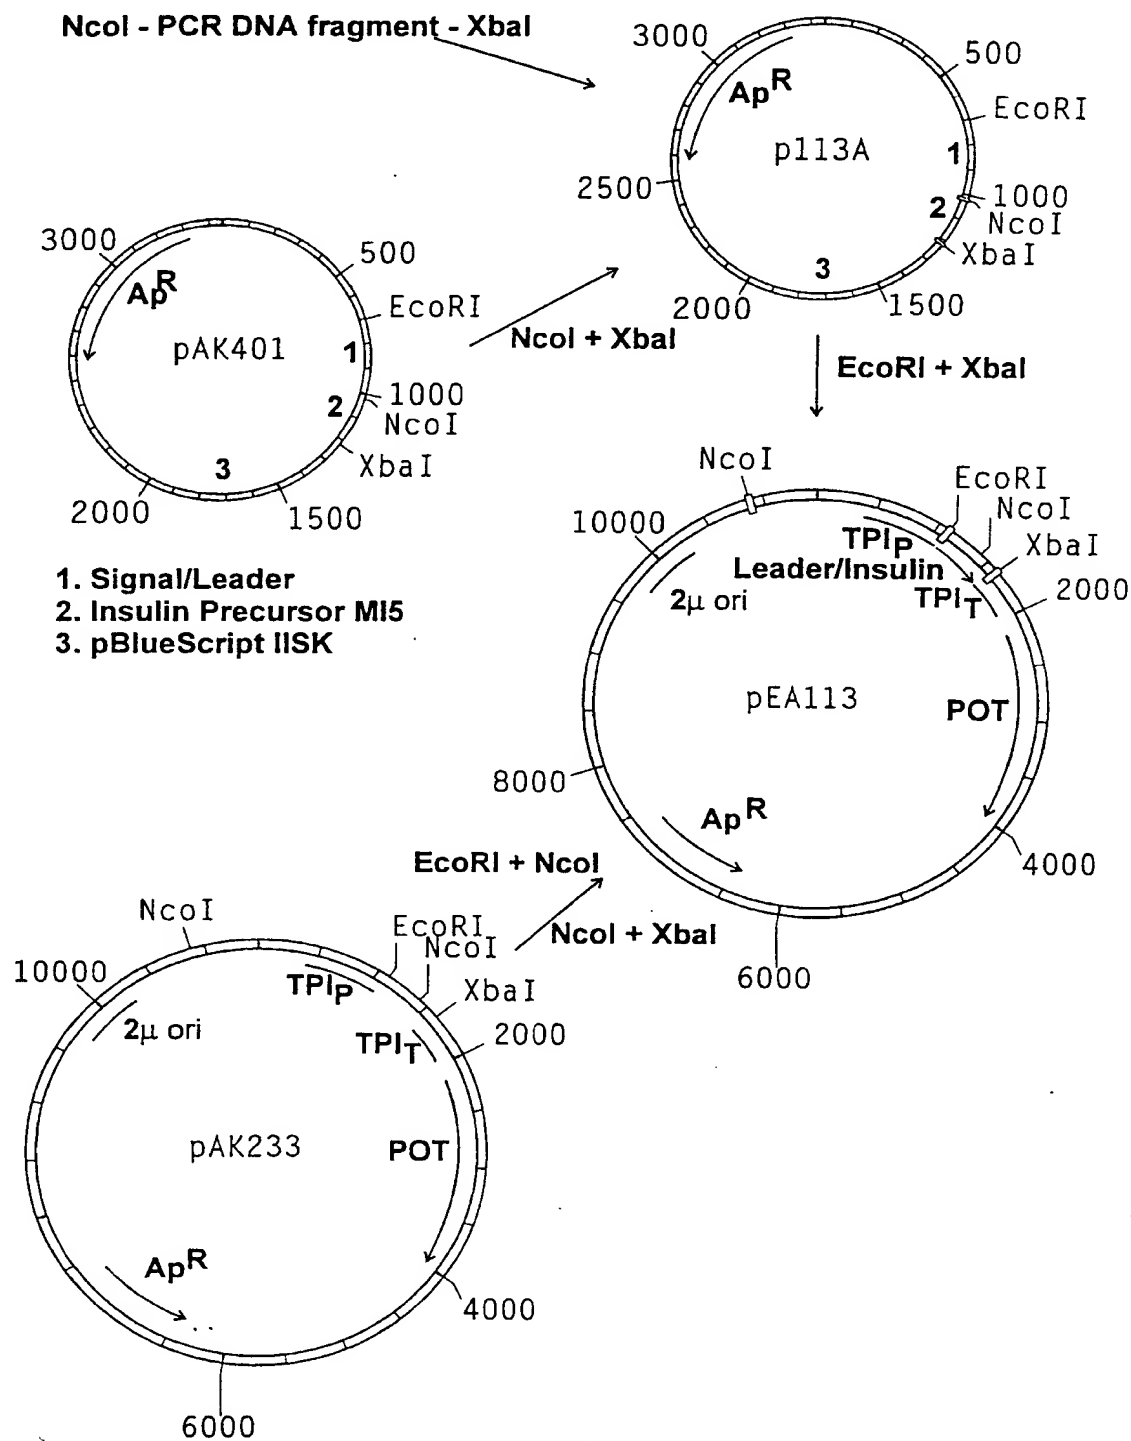 NcoI - PCR DNA fragment - XbaI
3000
500
ApR
EcoRI
p113A
1
2500
1000
2
NcoI
XbaI
3
2000
1500
3000
500
ApR
EcoRI
pAK401
1
1000
2
NcoI
XbaI
3
2000
1500
NcoI + XbaI
EcoRI + XbaI
1. Signal/Leader
2. Insulin Precursor MI5
3. pBlueScript IISK
NcoI
EcoRI
NcoI
XbaI
10000
TPIP
Leader/Insulin
2µ ori
TPIT
2000
pEA113
POT
8000
ApR
4000
6000
EcoRI + NcoI
NcoI + XbaI
NcoI
EcoRI
NcoI
XbaI
10000
TPIP
2µ ori
TPIT
2000
pAK233
POT
ApR
4000
6000